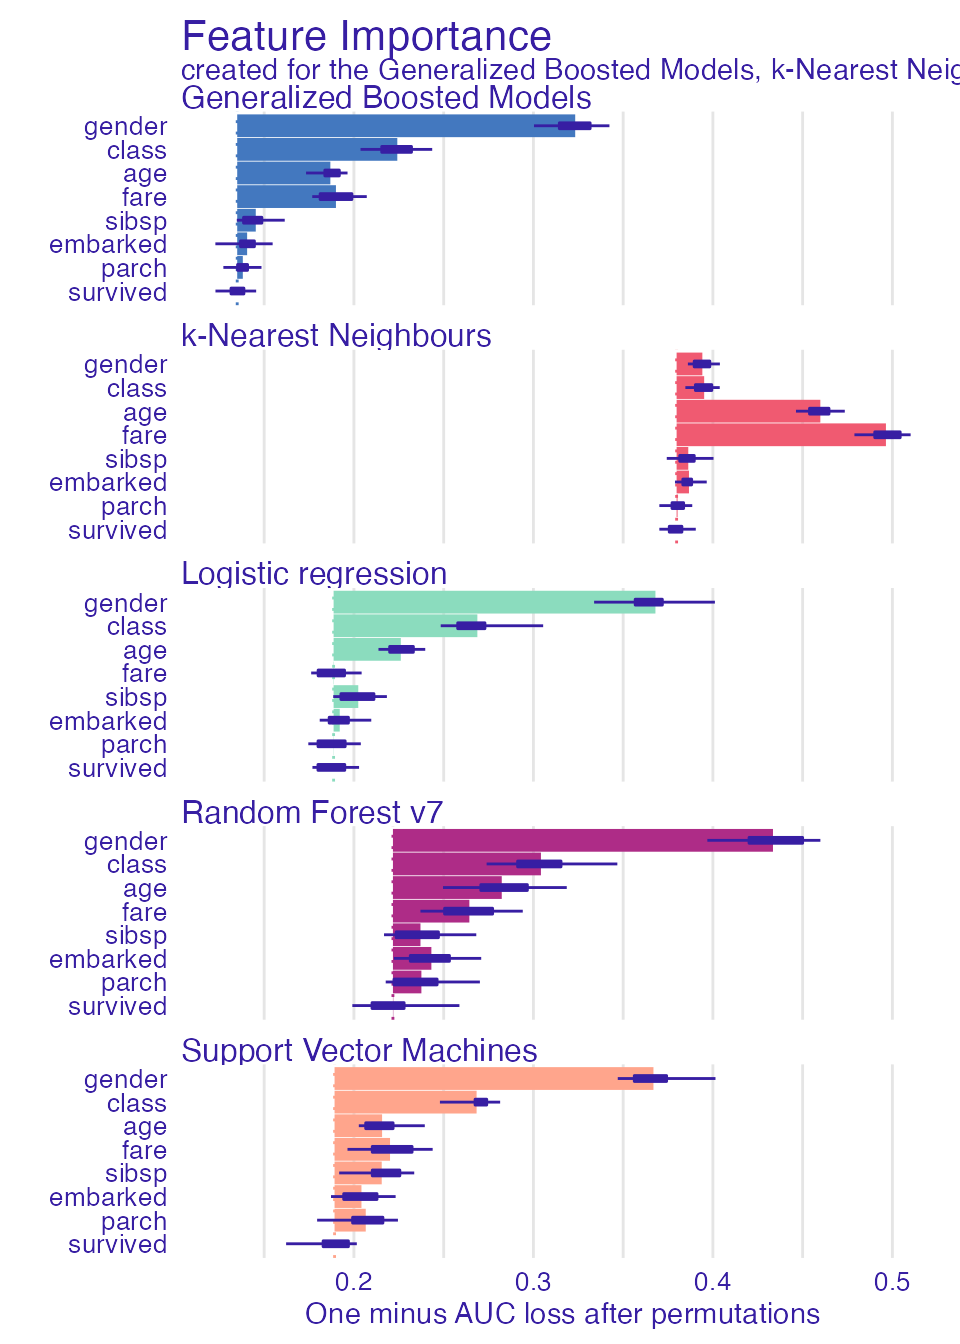 Feature Importance
created for the Generalized Boosted Models, k-Nearest Neig
Generalized Boosted Models
gender
class
age
fare
sibsp
embarked
parch
survived
k-Nearest Neighbours
gender
class
age
fare
sibsp
embarked
parch
survived
Logistic regression
gender
class
age
fare
sibsp
embarked
parch
survived
Random Forest v7
gender
class
age
fare
sibsp
embarked
parch
survived
Support Vector Machines
gender
class
age
fare
sibsp
embarked
parch
survived
0.2 0.3 0.4 0.5
One minus AUC loss after permutations